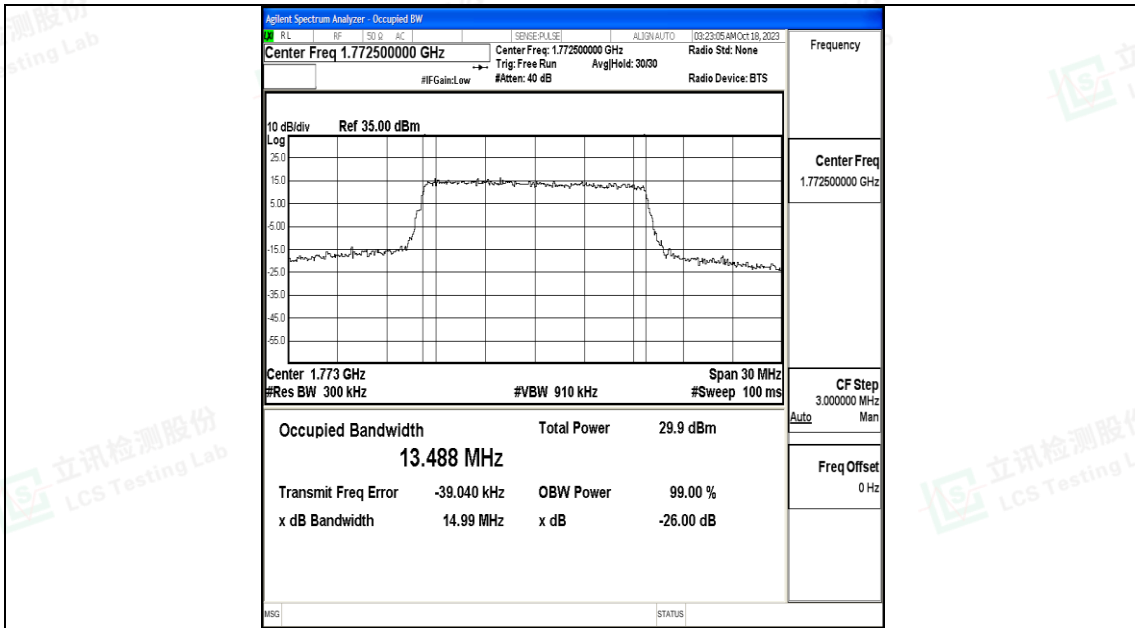 Agilent Spectrum Analyzer - Occupied BW
RL RF 50 Ω AC SENSE:PULSE ALIGN AUTO 03:23:05 AM Oct 18, 2023
Center Freq 1.772500000 GHz
Center Freq: 1.772500000 GHz
Radio Std: None
Trig: Free Run Avg|Hold: 30/30
#IFGain:Low #Atten: 40 dB Radio Device: BTS
10 dB/div Ref 35.00 dBm
Log
25.0
15.0
5.00
-5.00
-15.0
-25.0
-35.0
-45.0
-55.0
Center 1.773 GHz Span 30 MHz
#Res BW 300 kHz #VBW 910 kHz #Sweep 100 ms
Occupied Bandwidth Total Power 29.9 dBm
13.488 MHz
Transmit Freq Error -39.040 kHz OBW Power 99.00 %
x dB Bandwidth 14.99 MHz x dB -26.00 dB
MSG STATUS
Frequency
Center Freq
1.772500000 GHz
CF Step
3.000000 MHz
Auto Man
Freq Offset
0 Hz
立讯检测股份
LCS Testing Lab
立讯检测股份
LCS Testing L